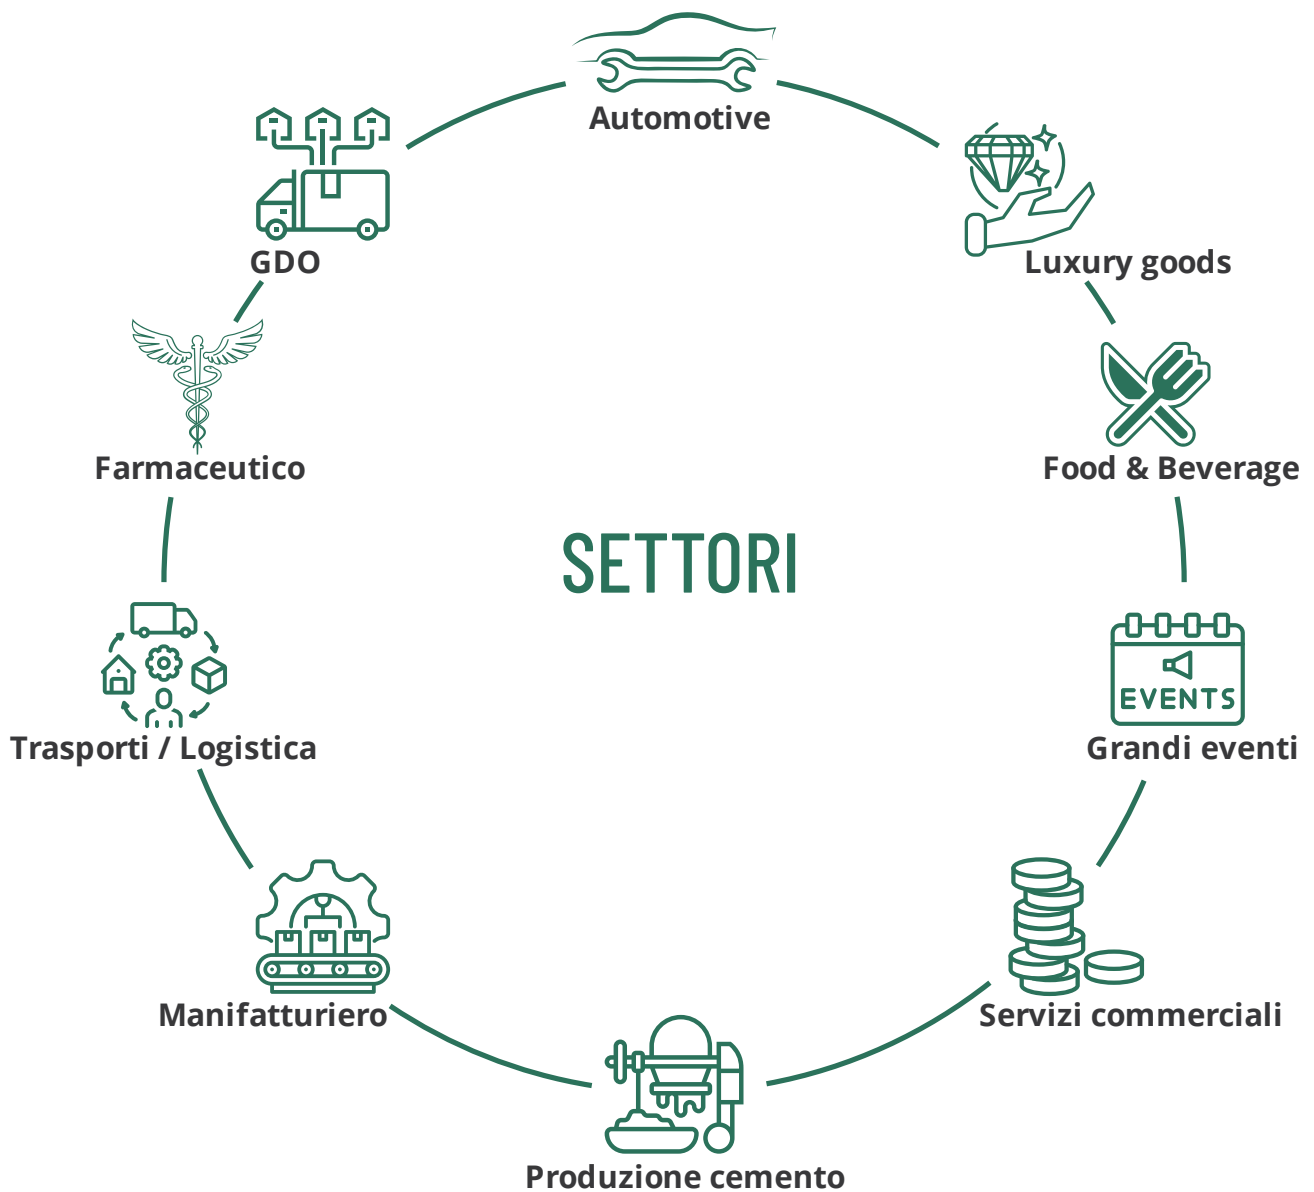 Automotive
Luxury goods
Food & Beverage
EVENTS
Grandi eventi
Servizi commerciali
Produzione cemento
Manifatturiero
Trasporti / Logistica
Farmaceutico
GDO
SETTORI